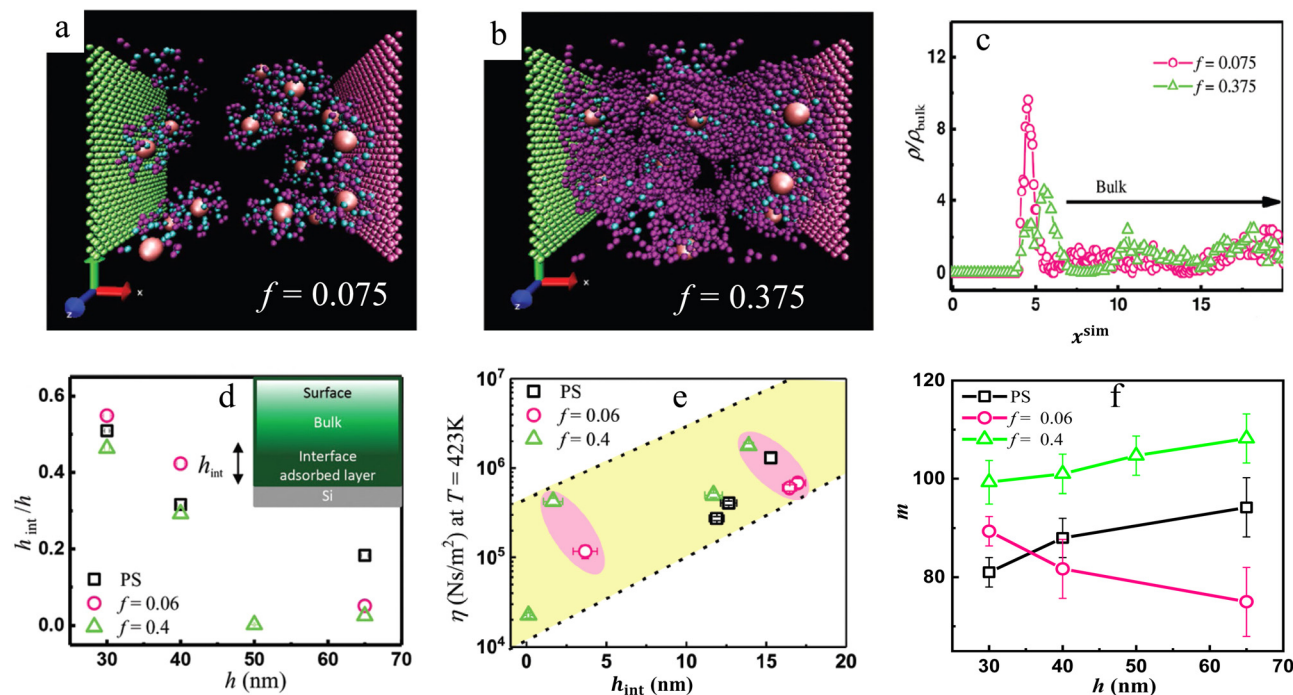 a
x
z
f = 0.075
b
x
z
f = 0.375
c
f = 0.075
f = 0.375
ρ/ρbulk
12
8
4
0
Bulk
0 5 10 15
x^sim
d
hint/h
0.6
0.4
0.2
0.0
Surface
Bulk
Interface
adsorbed layer
Si
hint
PS
f = 0.06
f = 0.4
30 40 50 60 70
h (nm)
e
η (Ns/m²) at T = 423K
10⁷
10⁶
10⁵
10⁴
PS
f = 0.06
f = 0.4
0 5 10 15 20
hint (nm)
f
m
120
100
80
PS
f = 0.06
f = 0.4
30 40 50 60 70
h (nm)